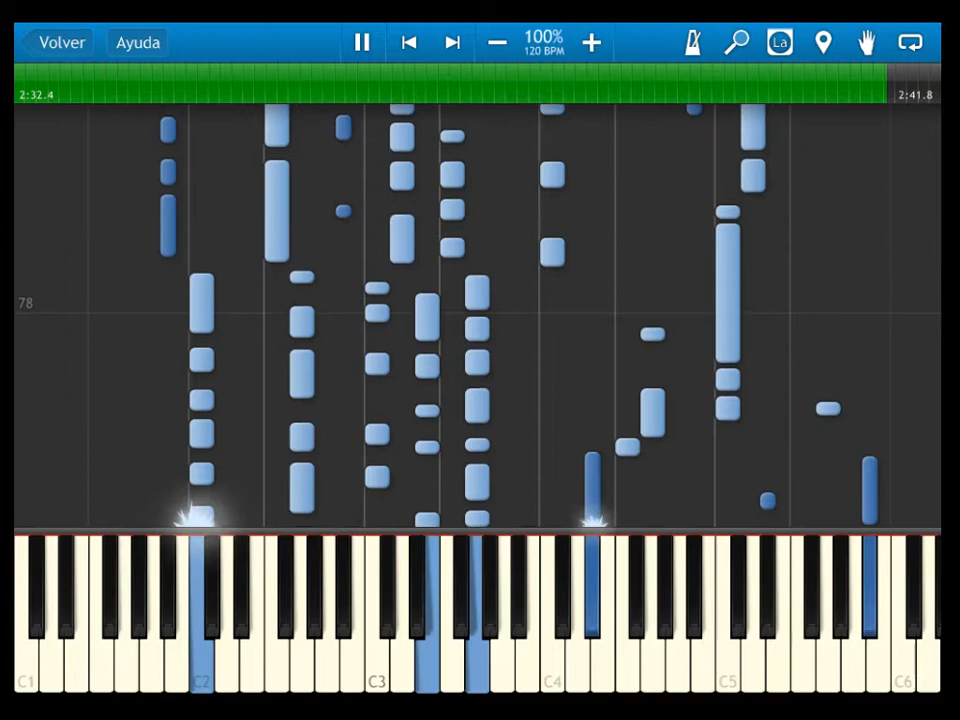 Volver
Ayuda
100%
120 BPM
La
2:32.4
2:41.8
78
C1
C2
C3
C4
C5
C6